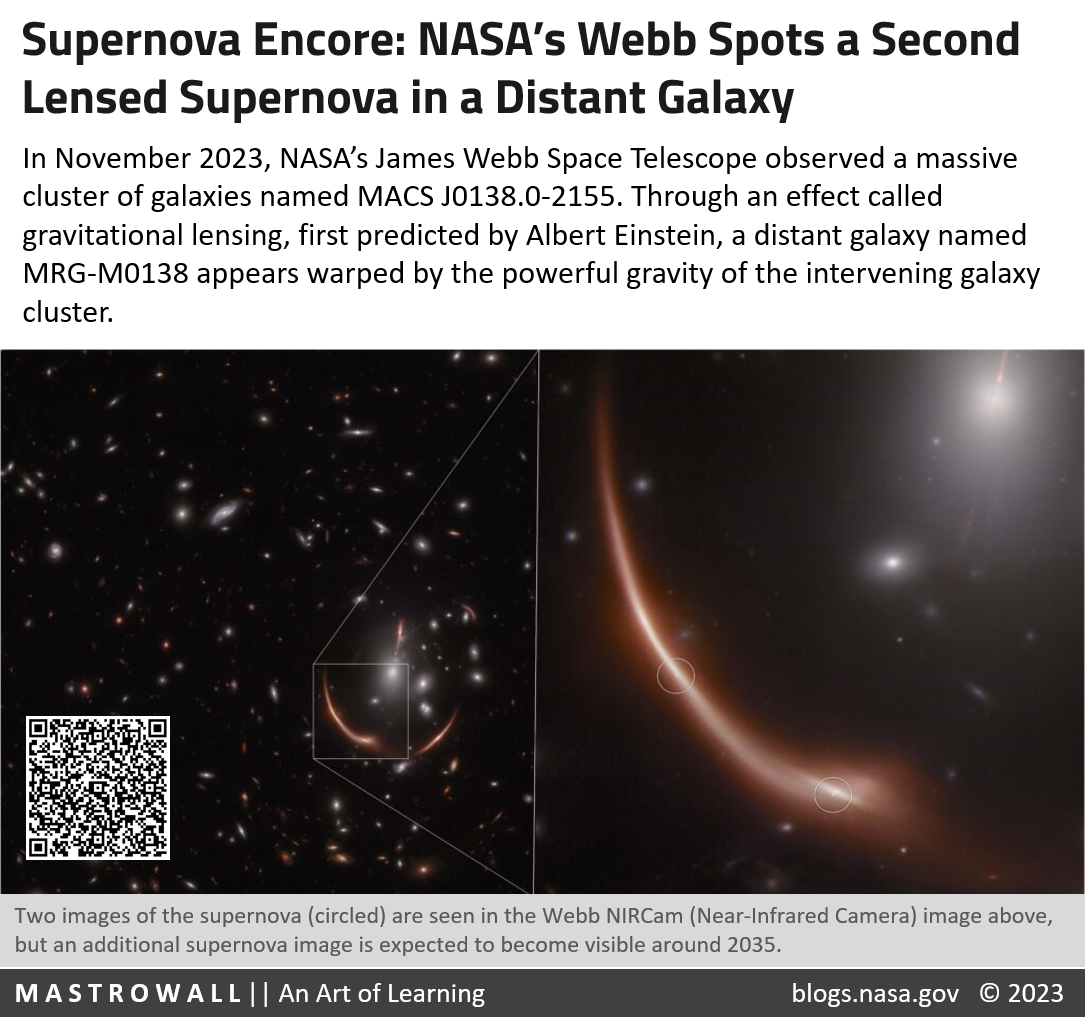 Supernova Encore: NASA’s Webb Spots a Second
Lensed Supernova in a Distant Galaxy
In November 2023, NASA’s James Webb Space Telescope observed a massive
cluster of galaxies named MACS J0138.0-2155. Through an effect called
gravitational lensing, first predicted by Albert Einstein, a distant galaxy named
MRG-M0138 appears warped by the powerful gravity of the intervening galaxy
cluster.
Two images of the supernova (circled) are seen in the Webb NIRCam (Near-Infrared Camera) image above,
but an additional supernova image is expected to become visible around 2035.
MASTROWALL || An Art of Learning
blogs.nasa.gov © 2023